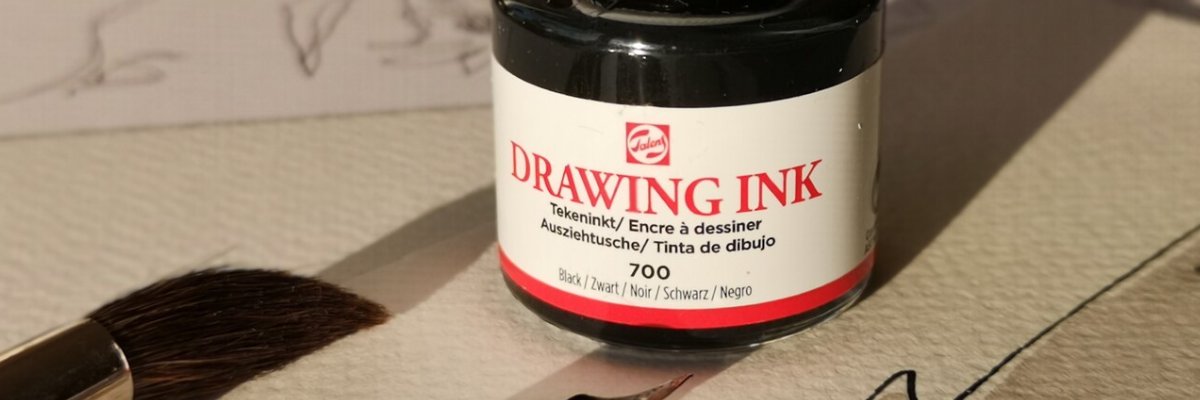 Talens
DRAWING INK
Tekeninkt/ Encre à dessiner
Ausziehtusche/ Tinta de dibujo
700
Black / Zwart / Noir / Schwarz / Negro